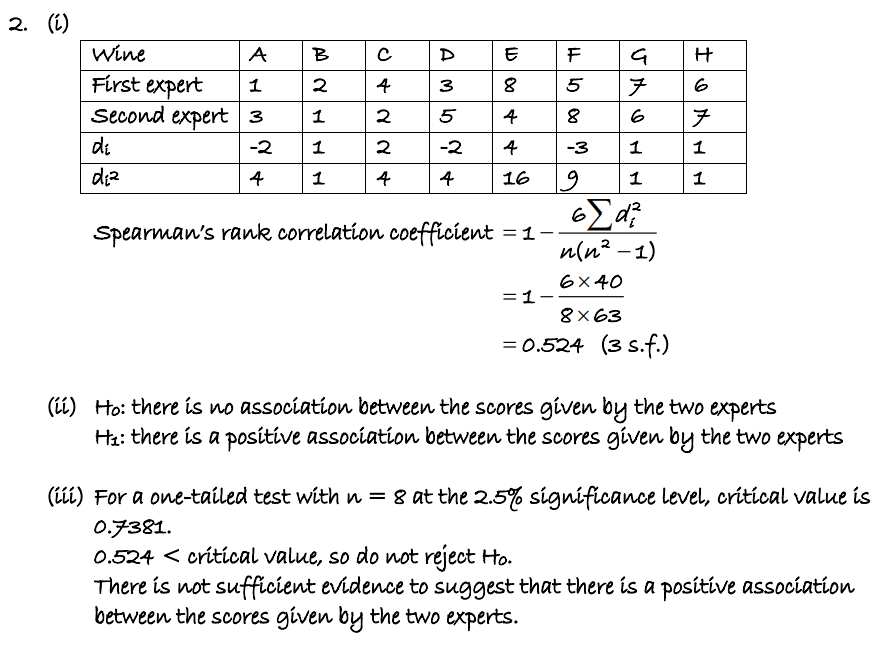 2. (i)
Wine A B C D E F G H
First expert 1 2 4 3 8 5 7 6
Second expert 3 1 2 5 4 8 6 7
di -2 1 2 -2 4 -3 1 1
di² 4 1 4 4 16 9 1 1
Spearman's rank correlation coefficient = 1 - 6∑di² / n(n² - 1)
= 1 - 6 × 40 / 8 × 63
= 0.524 (3 s.f.)
(ii) H₀: there is no association between the scores given by the two experts
H₁: there is a positive association between the scores given by the two experts
(iii) For a one-tailed test with n = 8 at the 2.5% significance level, critical value is
0.7381.
0.524 < critical value, so do not reject H₀.
There is not sufficient evidence to suggest that there is a positive association
between the scores given by the two experts.